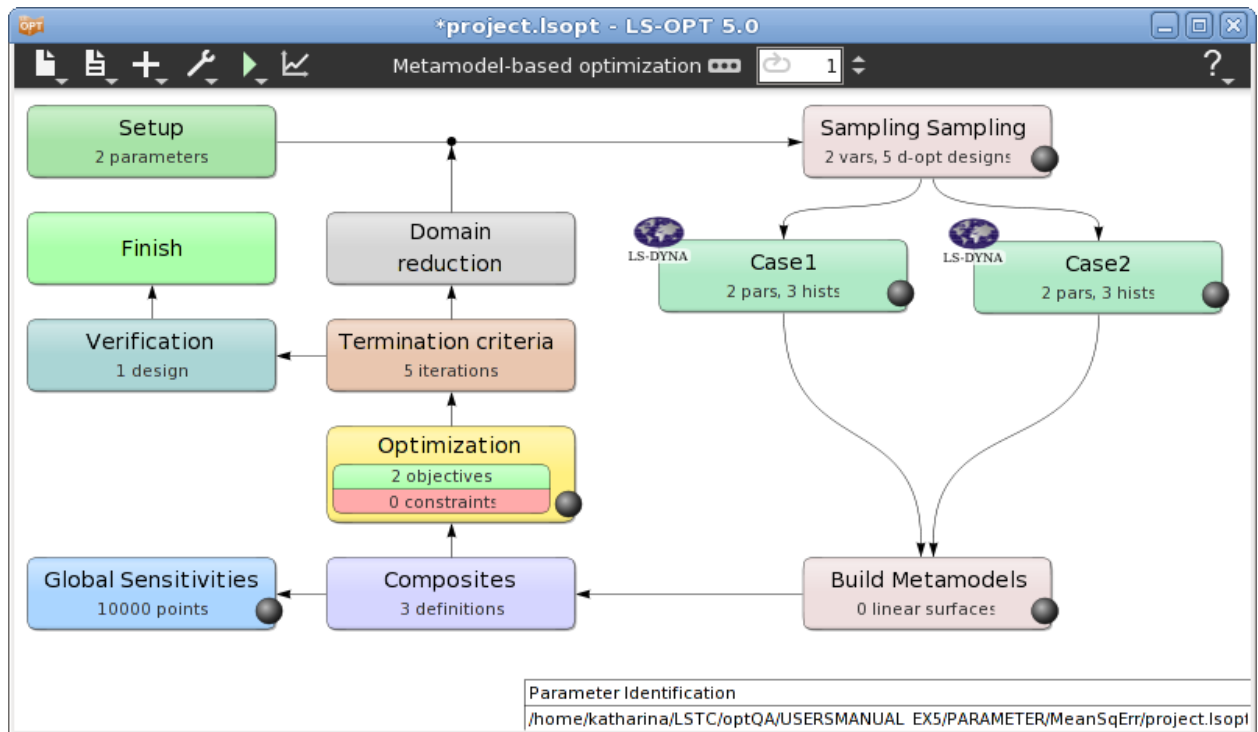 OPT
*project.lsopt - LS-OPT 5.0
Metamodel-based optimization
1
?
Setup
2 parameters
Sampling Sampling
2 vars, 5 d-opt designs
Finish
Domain
reduction
LS-DYNA
Case1
2 pars, 3 hists
LS-DYNA
Case2
2 pars, 3 hists
Verification
1 design
Termination criteria
5 iterations
Optimization
2 objectives
0 constraints
Global Sensitivities
10000 points
Composites
3 definitions
Build Metamodels
0 linear surfaces
Parameter Identification
/home/katharina/LSTC/optQA/USERSMANUAL_EX5/PARAMETER/MeanSqErr/project.lsopt